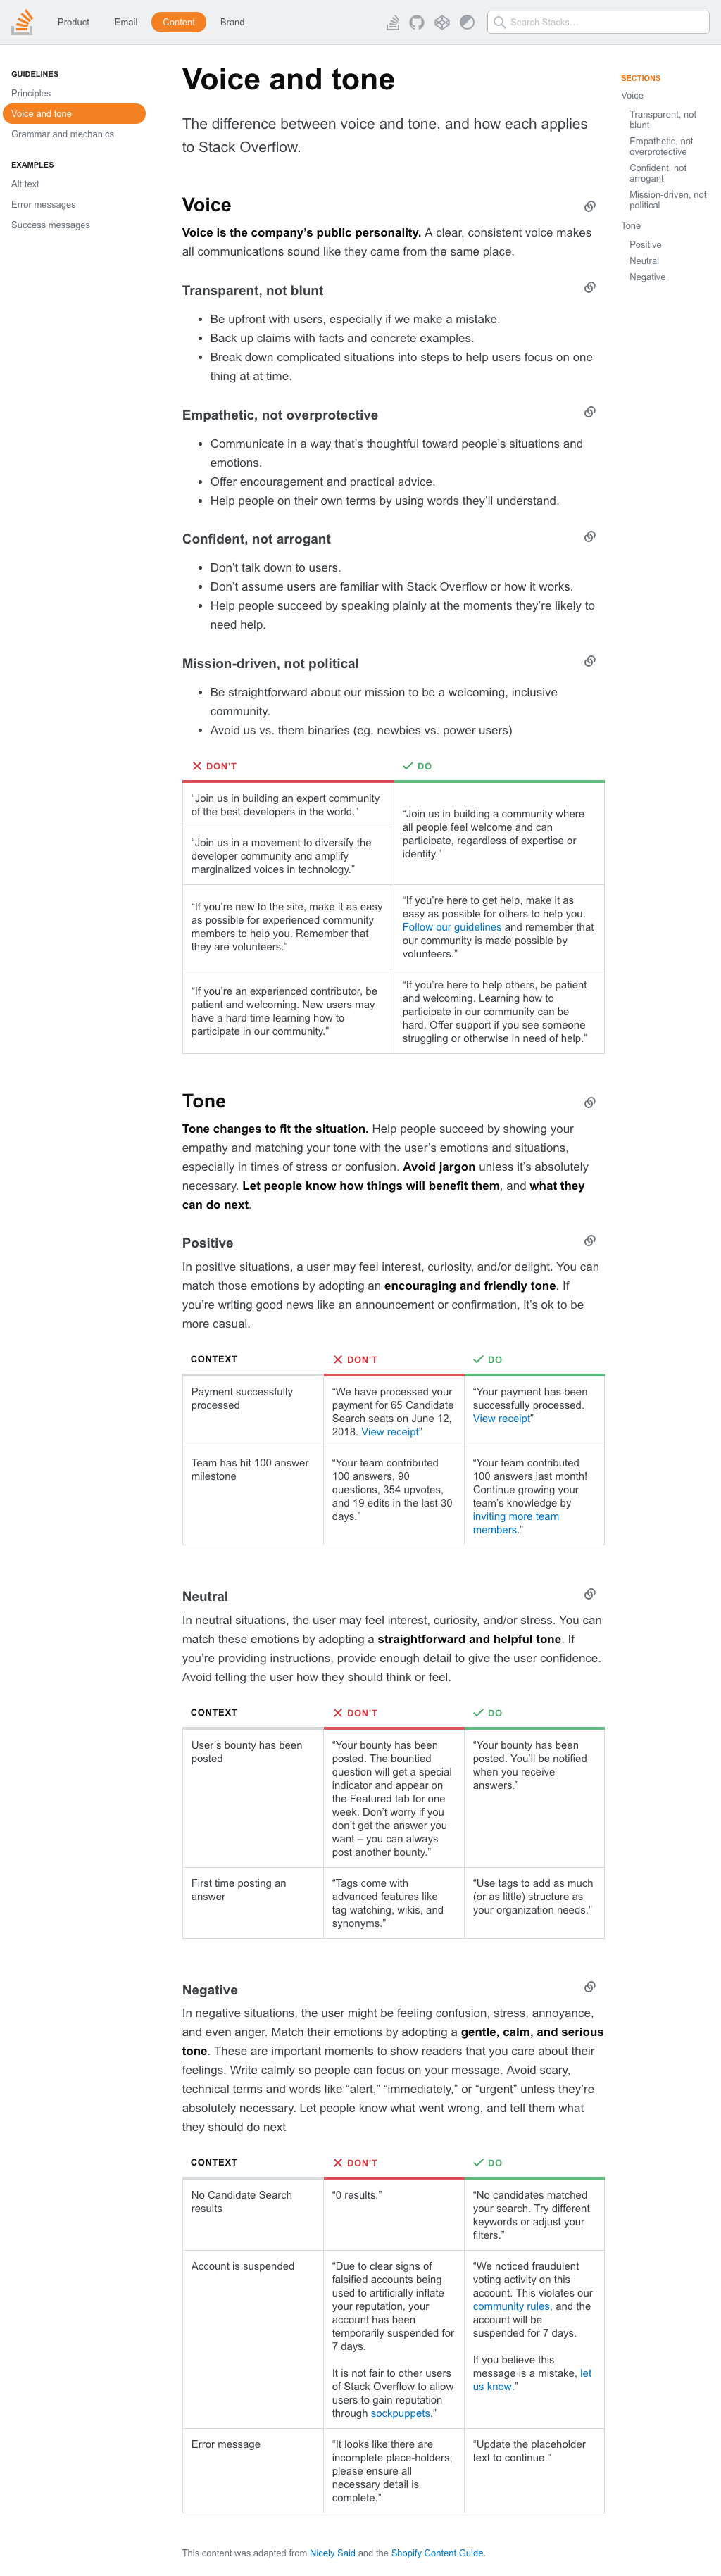 Product Email Content Brand Search Stacks…
GUIDELINES
Principles
Voice and tone
Grammar and mechanics
EXAMPLES
Alt text
Error messages
Success messages
Voice and tone
The difference between voice and tone, and how each applies
to Stack Overflow.
Voice
Voice is the company’s public personality. A clear, consistent voice makes
all communications sound like they came from the same place.
Transparent, not blunt
• Be upfront with users, especially if we make a mistake.
• Back up claims with facts and concrete examples.
• Break down complicated situations into steps to help users focus on one
thing at at time.
Empathetic, not overprotective
• Communicate in a way that’s thoughtful toward people’s situations and
emotions.
• Offer encouragement and practical advice.
• Help people on their own terms by using words they’ll understand.
Confident, not arrogant
• Don’t talk down to users.
• Don’t assume users are familiar with Stack Overflow or how it works.
• Help people succeed by speaking plainly at the moments they’re likely to
need help.
Mission-driven, not political
• Be straightforward about our mission to be a welcoming, inclusive
community.
• Avoid us vs. them binaries (eg. newbies vs. power users)
DON’T
DO
“Join us in building an expert community
of the best developers in the world.”
“Join us in a movement to diversify the
developer community and amplify
marginalized voices in technology.”
“Join us in building a community where
all people feel welcome and can
participate, regardless of expertise or
identity.”
“If you’re new to the site, make it as easy
as possible for experienced community
members to help you. Remember that
they are volunteers.”
“If you’re here to get help, make it as
easy as possible for others to help you.
Follow our guidelines and remember that
our community is made possible by
volunteers.”
“If you’re an experienced contributor, be
patient and welcoming. New users may
have a hard time learning how to
participate in our community.”
“If you’re here to help others, be patient
and welcoming. Learning how to
participate in our community can be
hard. Offer support if you see someone
struggling or otherwise in need of help.”
Tone
Tone changes to fit the situation. Help people succeed by showing your
empathy and matching your tone with the user’s emotions and situations,
especially in times of stress or confusion. Avoid jargon unless it’s absolutely
necessary. Let people know how things will benefit them, and what they
can do next.
Positive
In positive situations, a user may feel interest, curiosity, and/or delight. You can
match those emotions by adopting an encouraging and friendly tone. If
you’re writing good news like an announcement or confirmation, it’s ok to be
more casual.
CONTEXT
DON’T
DO
Payment successfully
processed
“We have processed your
payment for 65 Candidate
Search seats on June 12,
2018. View receipt”
“Your payment has been
successfully processed.
View receipt”
Team has hit 100 answer
milestone
“Your team contributed
100 answers, 90
questions, 354 upvotes,
and 19 edits in the last 30
days.”
“Your team contributed
100 answers last month!
Continue growing your
team’s knowledge by
inviting more team
members.”
Neutral
In neutral situations, the user may feel interest, curiosity, and/or stress. You can
match these emotions by adopting a straightforward and helpful tone. If
you’re providing instructions, provide enough detail to give the user confidence.
Avoid telling the user how they should think or feel.
CONTEXT
DON’T
DO
User’s bounty has been
posted
“Your bounty has been
posted. The bountied
question will get a special
indicator and appear on
the Featured tab for one
week. Don’t worry if you
don’t get the answer you
want – you can always
post another bounty.”
“Your bounty has been
posted. You’ll be notified
when you receive
answers.”
First time posting an
answer
“Tags come with
advanced features like
tag watching, wikis, and
synonyms.”
“Use tags to add as much
(or as little) structure as
your organization needs.”
Negative
In negative situations, the user might be feeling confusion, stress, annoyance,
and even anger. Match their emotions by adopting a gentle, calm, and serious
tone. These are important moments to show readers that you care about their
feelings. Write calmly so people can focus on your message. Avoid scary,
technical terms and words like “alert,” “immediately,” or “urgent” unless they’re
absolutely necessary. Let people know what went wrong, and tell them what
they should do next
CONTEXT
DON’T
DO
No Candidate Search
results
“0 results.”
“No candidates matched
your search. Try different
keywords or adjust your
filters.”
Account is suspended
“Due to clear signs of
falsified accounts being
used to artificially inflate
your reputation, your
account has been
temporarily suspended for
7 days.
It is not fair to other users
of Stack Overflow to allow
users to gain reputation
through sockpuppets.”
“We noticed fraudulent
voting activity on this
account. This violates our
community rules, and the
account will be
suspended for 7 days.
If you believe this
message is a mistake, let
us know.”
Error message
“It looks like there are
incomplete place-holders;
please ensure all
necessary detail is
complete.”
“Update the placeholder
text to continue.”
This content was adapted from Nicely Said and the Shopify Content Guide.
SECTIONS
Voice
Transparent, not
blunt
Empathetic, not
overprotective
Confident, not
arrogant
Mission-driven, not
political
Tone
Positive
Neutral
Negative